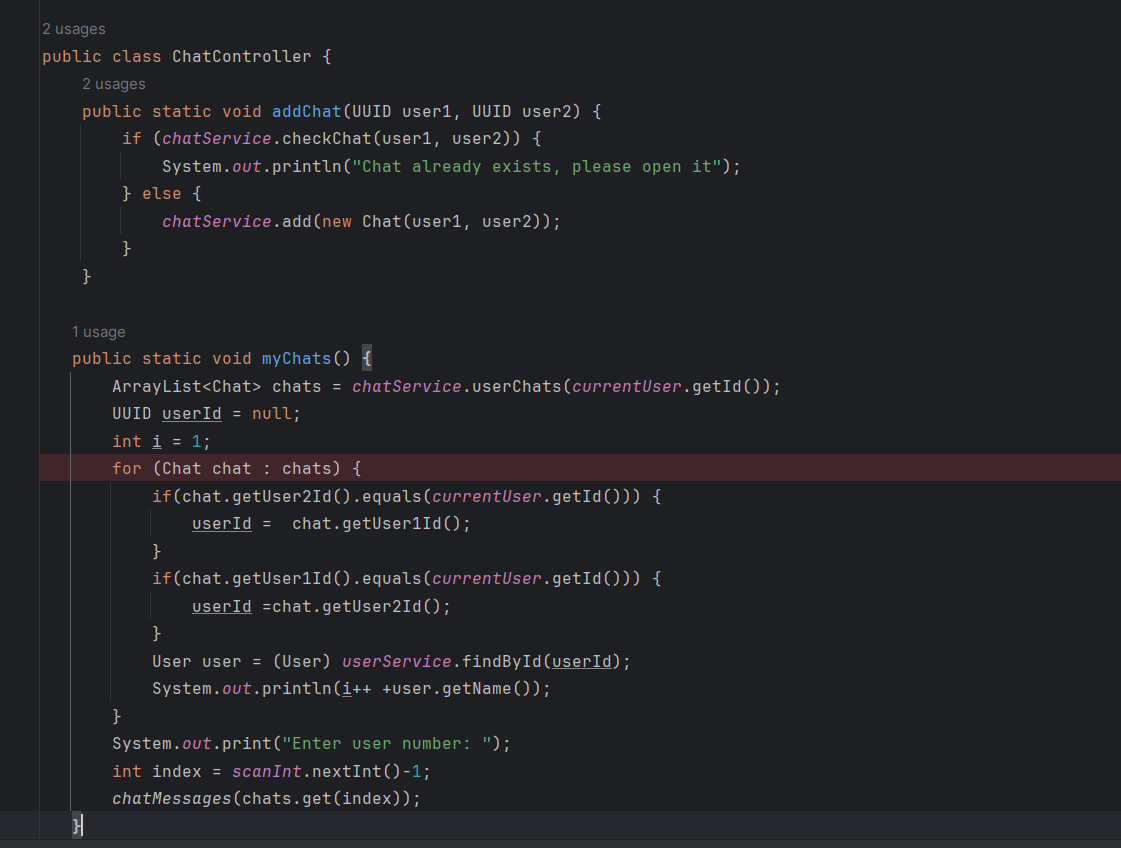 2 usages
public class ChatController {
    2 usages
    public static void addChat(UUID user1, UUID user2) {
        if (chatService.checkChat(user1, user2)) {
            System.out.println("Chat already exists, please open it");
        } else {
            chatService.add(new Chat(user1, user2));
        }
    }

   1 usage
   public static void myChats() {
       ArrayList<Chat> chats = chatService.userChats(currentUser.getId());
       UUID userId = null;
       int i = 1;
       for (Chat chat : chats) {
           if(chat.getUser2Id().equals(currentUser.getId())) {
               userId =  chat.getUser1Id();
           }
           if(chat.getUser1Id().equals(currentUser.getId())) {
               userId =chat.getUser2Id();
           }
           User user = (User) userService.findById(userId);
           System.out.println(i++ +user.getName());
       }
       System.out.print("Enter user number: ");
       int index = scanInt.nextInt()-1;
       chatMessages(chats.get(index));
   }